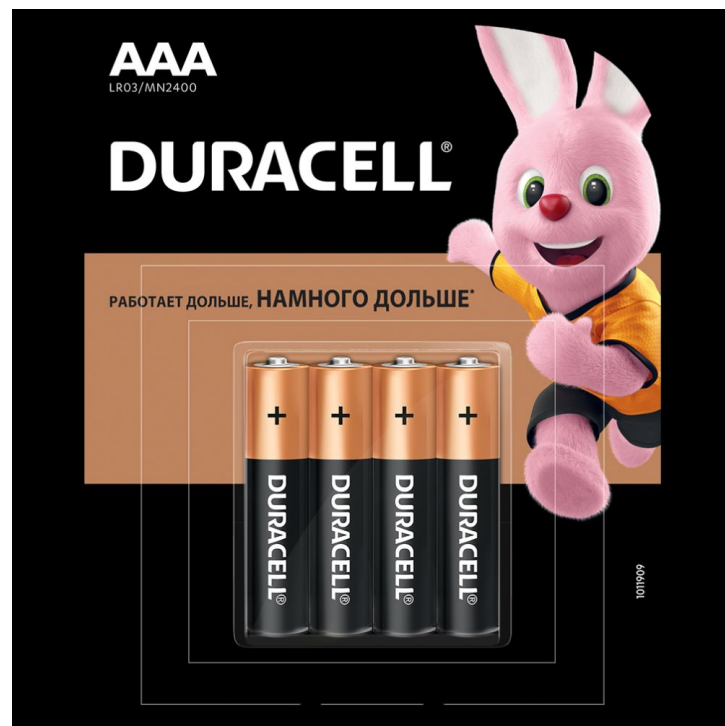 AAA
LR03/MN2400
DURACELL®
РАБОТАЕТ ДОЛЬШЕ, НАМНОГО ДОЛЬШЕ*
+ + + +
DURACELL®
DURACELL®
DURACELL®
DURACELL®
1011909